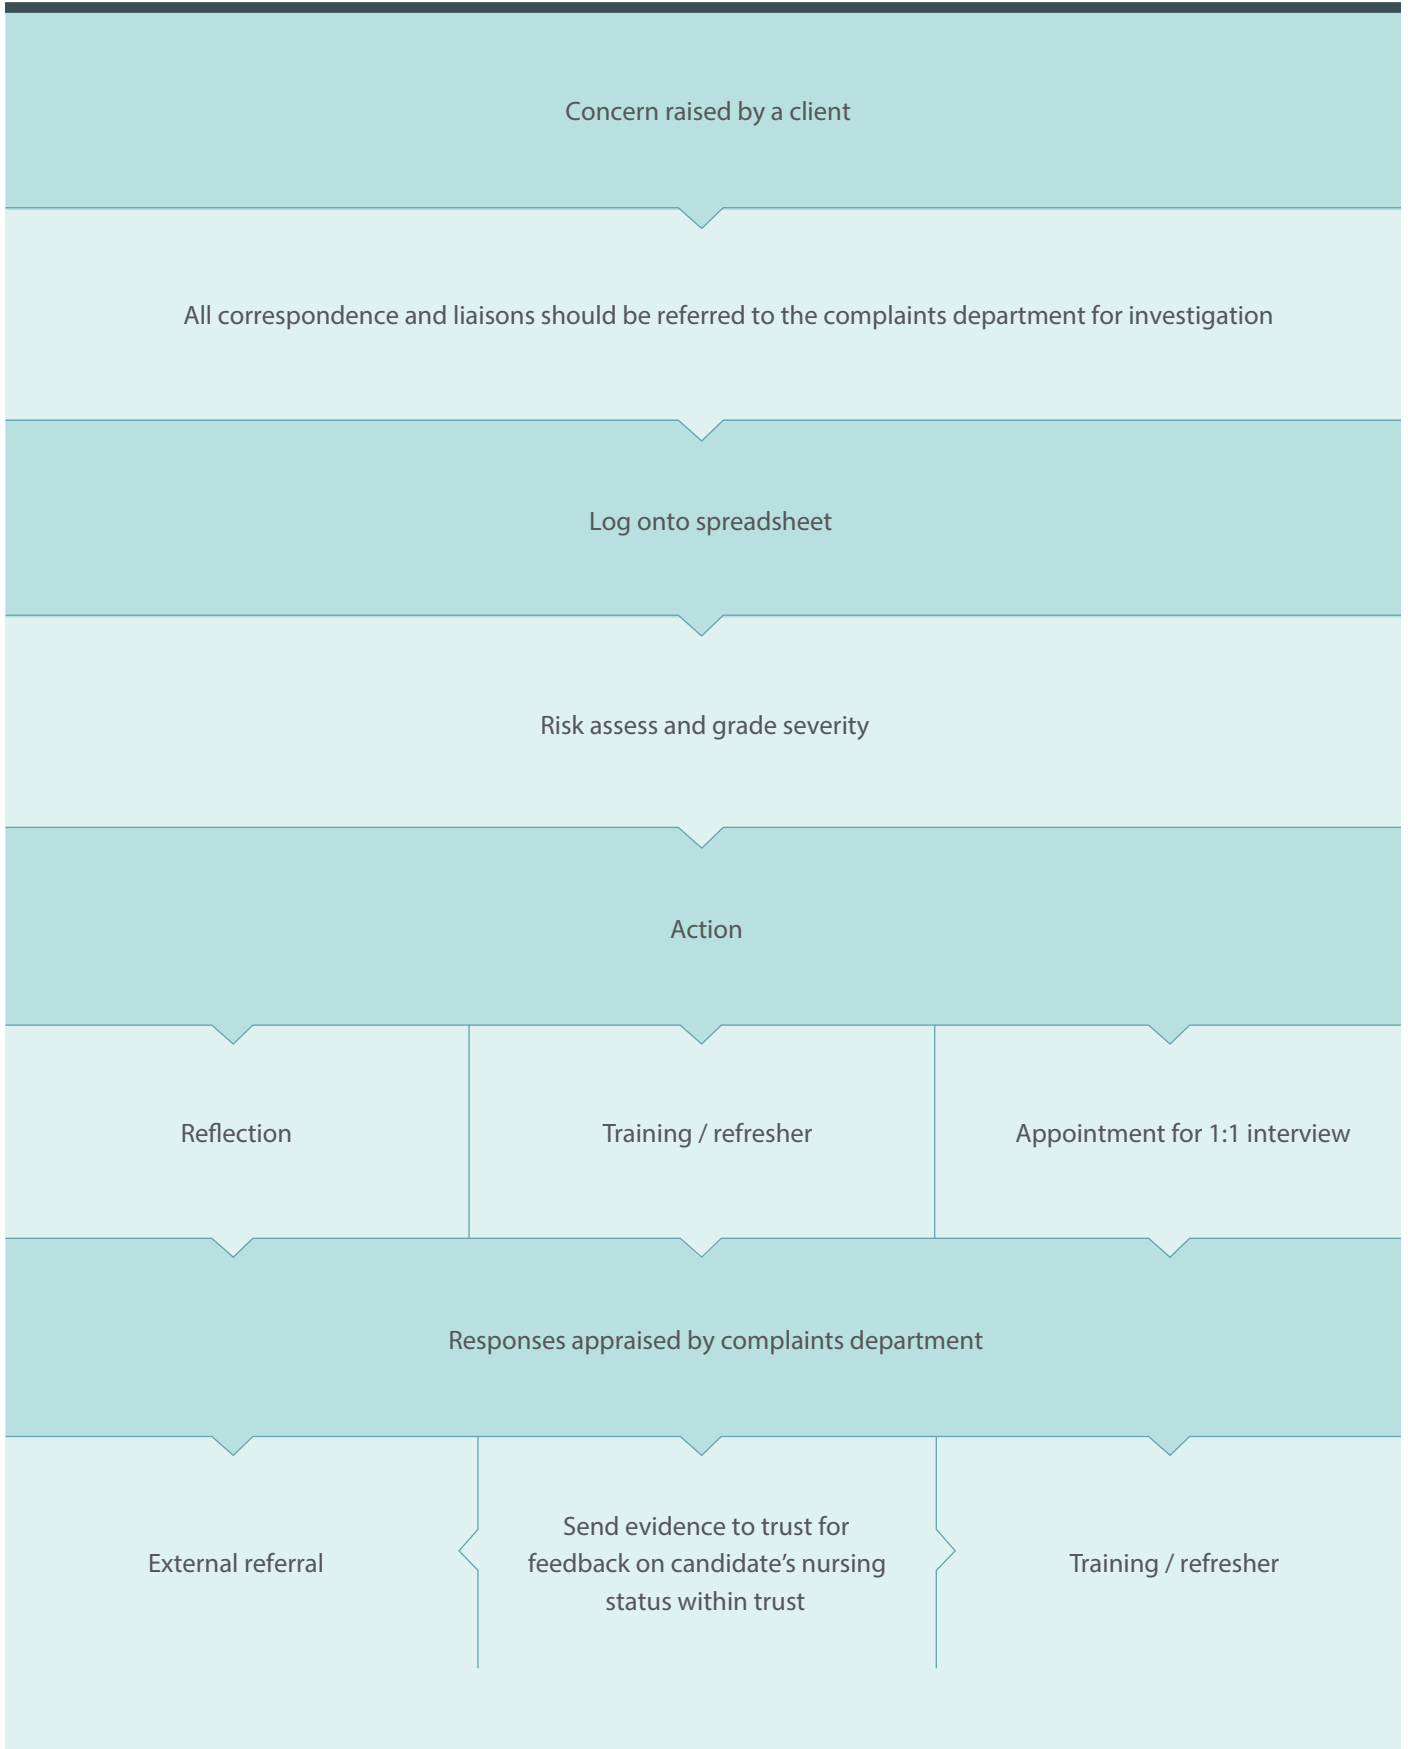 Concern raised by a client
All correspondence and liaisons should be referred to the complaints department for investigation
Log onto spreadsheet
Risk assess and grade severity
Action
Reflection
Training / refresher
Appointment for 1:1 interview
Responses appraised by complaints department
External referral
Send evidence to trust for
feedback on candidate’s nursing
status within trust
Training / refresher